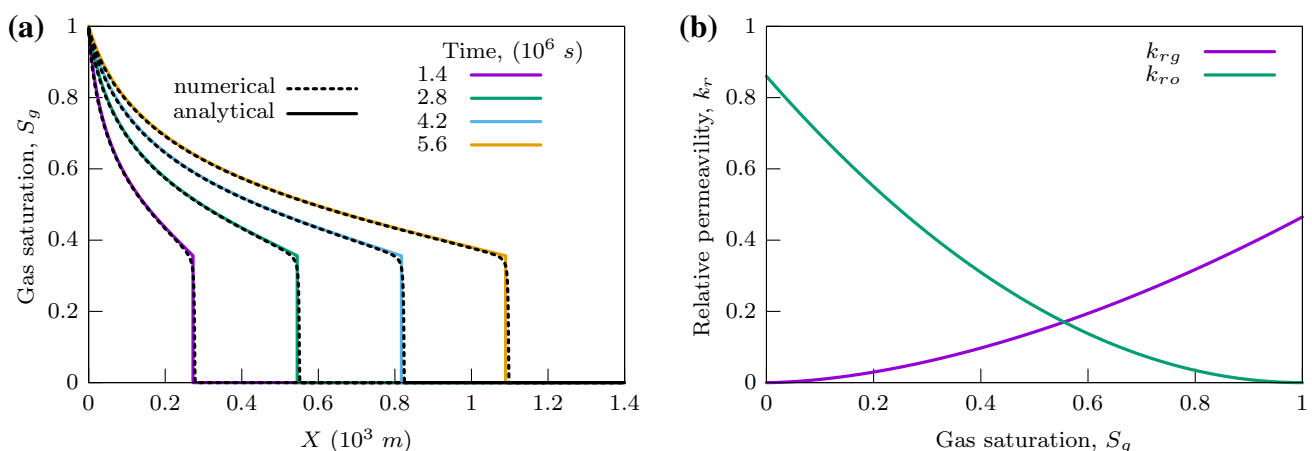 (a)
Gas saturation, S_g
1
0.8
0.6
0.4
0.2
0
Time, (10^6 s)
numerical
analytical
1.4
2.8
4.2
5.6
0 0.2 0.4 0.6 0.8 1 1.2 1.4
X (10^3 m)
(b)
Relative permeavility, k_r
1
0.8
0.6
0.4
0.2
0
k_rg
k_ro
0 0.2 0.4 0.6 0.8 1
Gas saturation, S_g